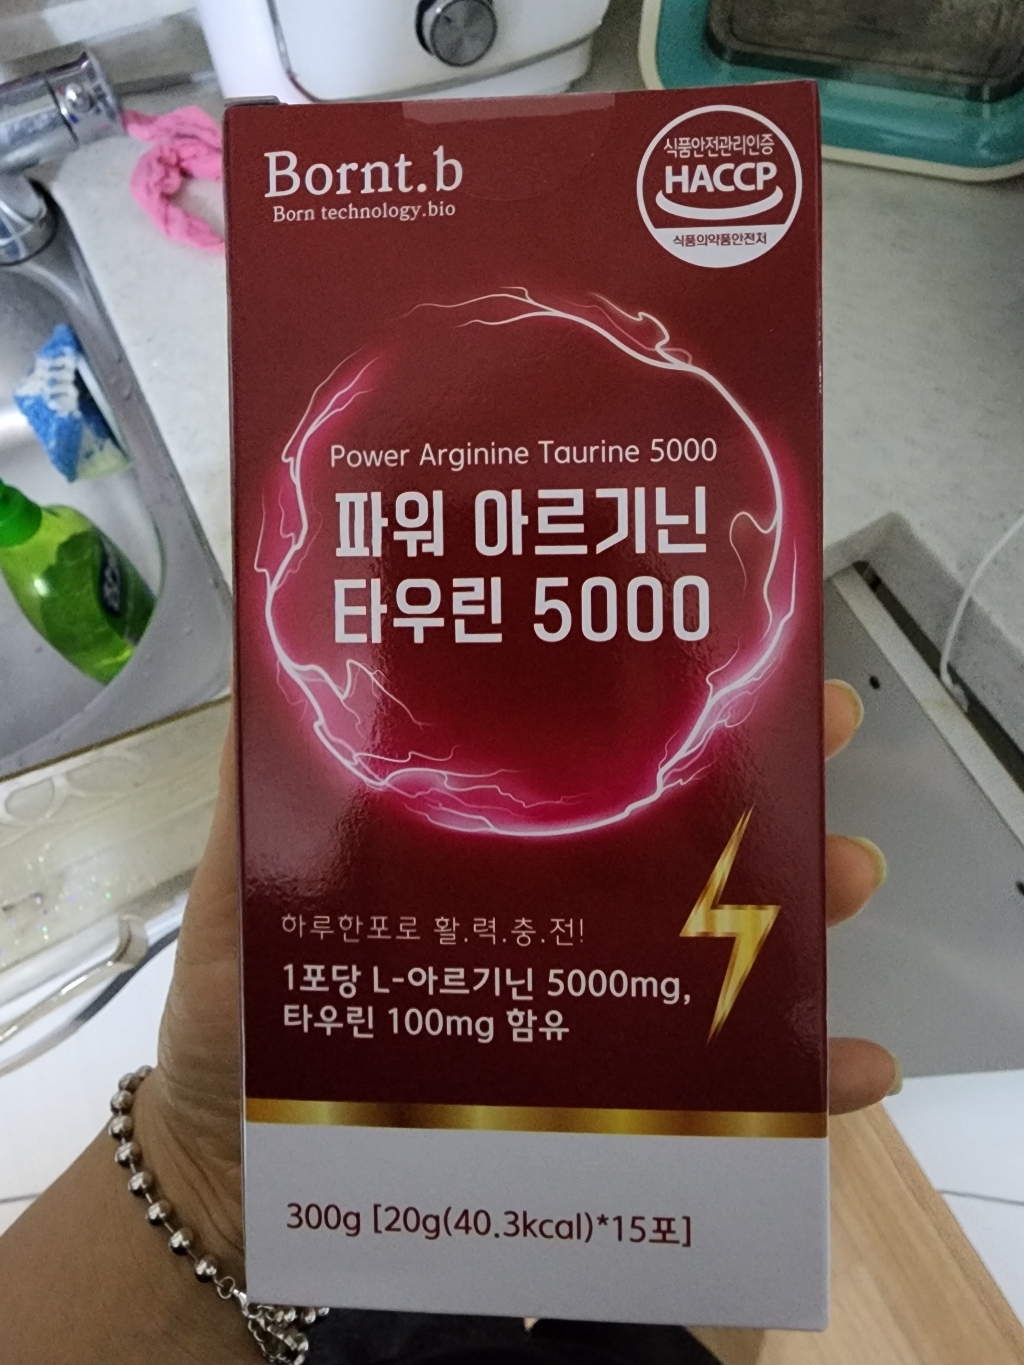 Bornt.b
Born technology.bio
식품안전관리인증
HACCP
식품의약품안전처
Power Arginine Taurine 5000
파워 아르기닌
타우린 5000
하루한포로 활.력.충.전!
1포당 L-아르기닌 5000mg,
타우린 100mg 함유
300g [20g(40.3kcal)*15포]